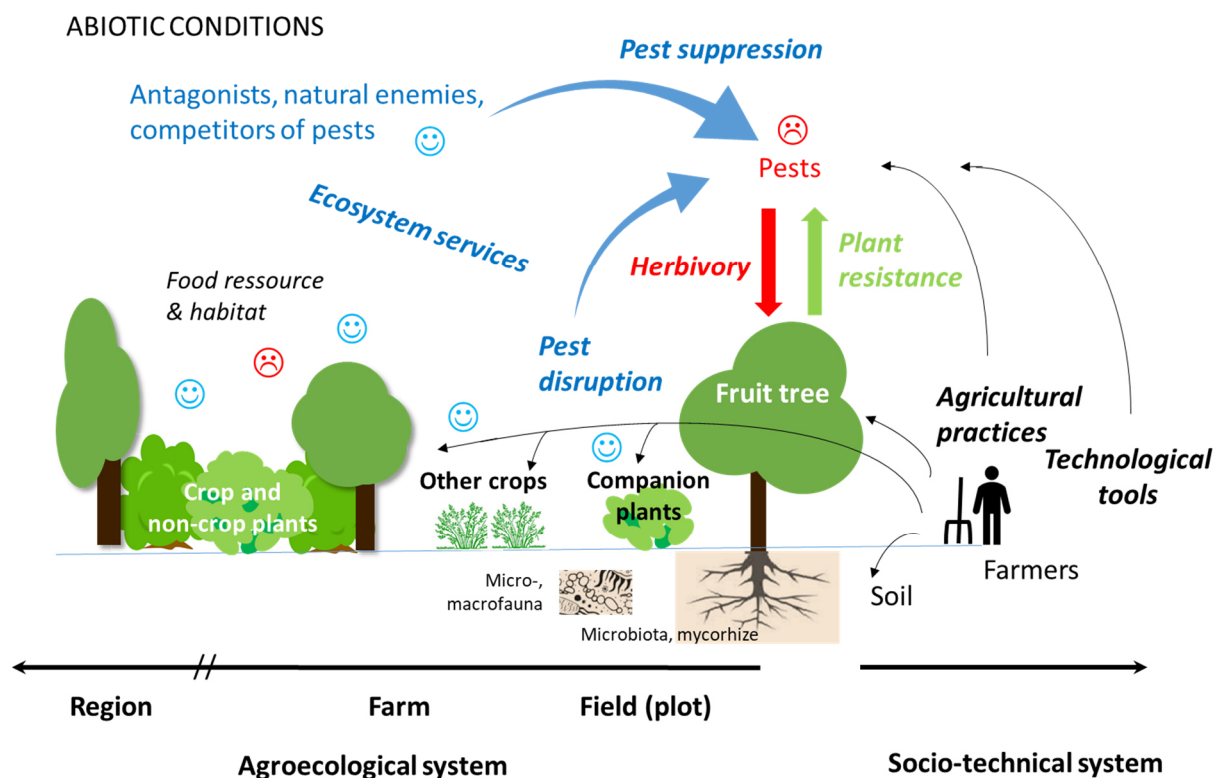 ABIOTIC CONDITIONS
Pest suppression
Antagonists, natural enemies,
competitors of pests
Pests
Ecosystem services
Herbivory
Plant
resistance
Food ressource
& habitat
Pest
disruption
Fruit tree
Agricultural
practices
Technological
tools
Other crops
Companion
plants
Crop and
non-crop plants
Farmers
Micro-,
macrofauna
Soil
Microbiota, mycorhize
Region
Farm
Field (plot)
Agroecological system
Socio-technical system